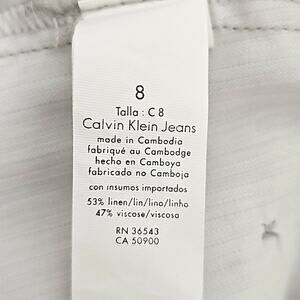 8
Talla : C 8
Calvin Klein Jeans
made in Cambodia
fabriqué au Cambodge
hecho en Camboya
fabricado no Camboja
con insumos importados
53% linen/lin/lino/linho
47% viscose/viscosa
RN 36543
CA 50900